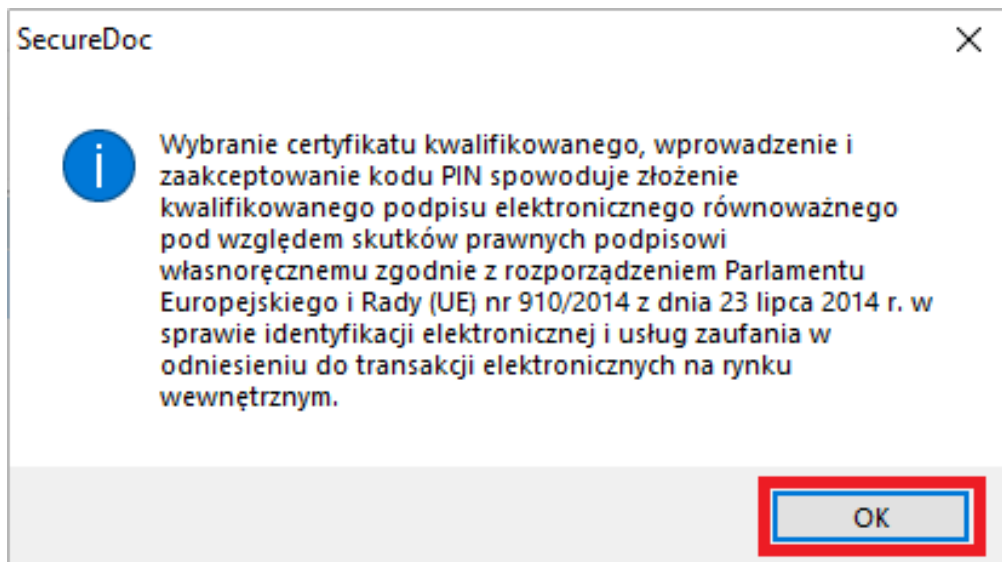 SecureDoc
Wybranie certyfikatu kwalifikowanego, wprowadzenie i
zaakceptowanie kodu PIN spowoduje złożenie
kwalifikowanego podpisu elektronicznego równoważnego
pod względem skutków prawnych podpisowi
własnoręcznemu zgodnie z rozporządzeniem Parlamentu
Europejskiego i Rady (UE) nr 910/2014 z dnia 23 lipca 2014 r. w
sprawie identyfikacji elektronicznej i usług zaufania w
odniesieniu do transakcji elektronicznych na rynku
wewnętrznym.
OK